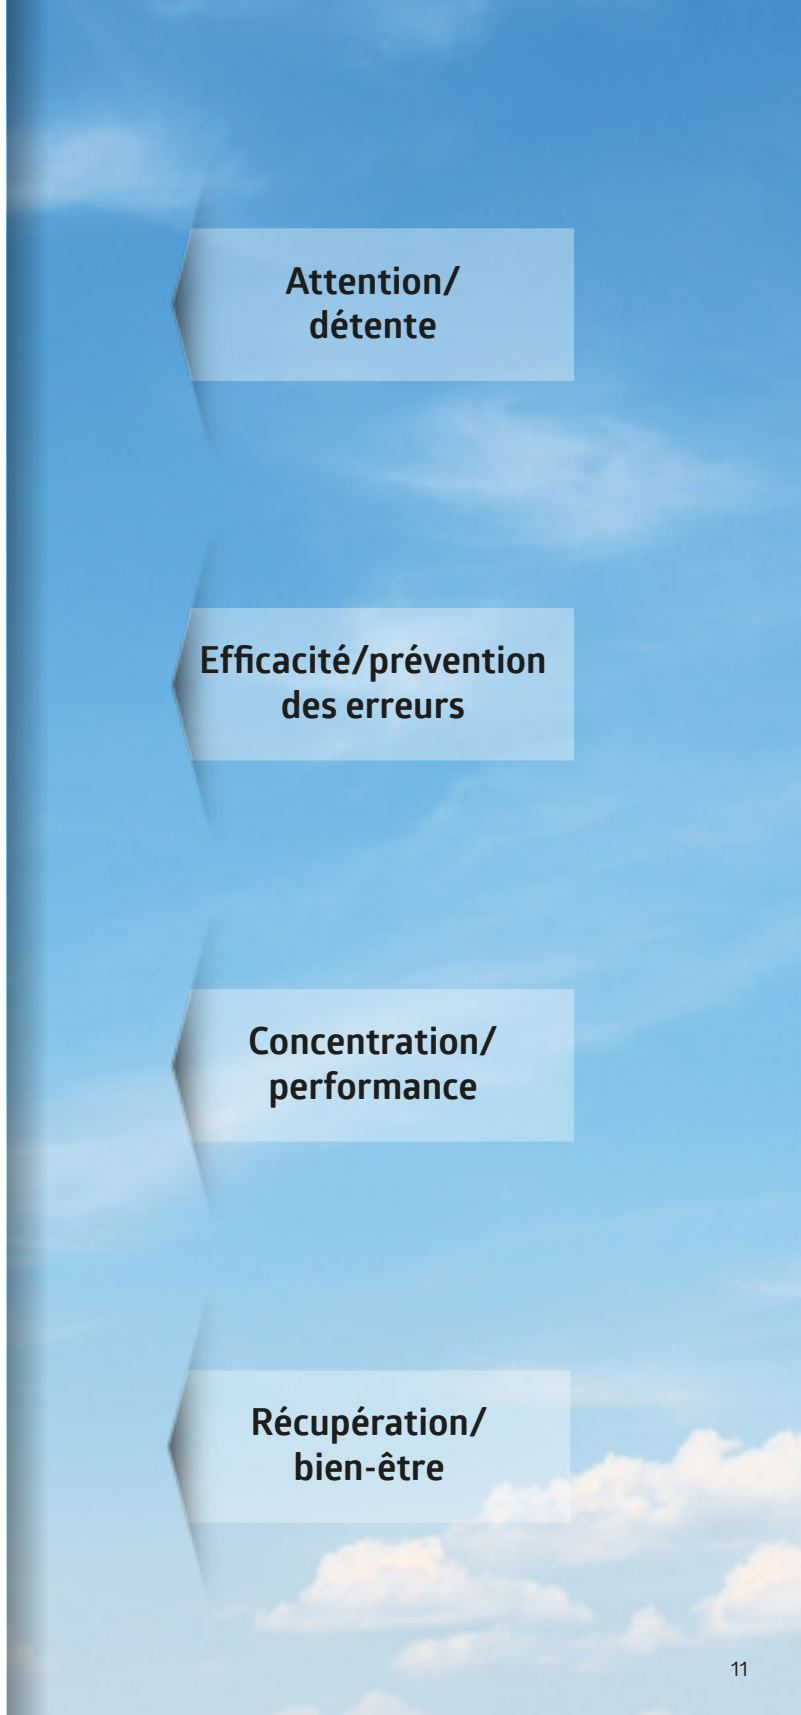 Attention/
détente
Efficacité/prévention
des erreurs
Concentration/
performance
Récupération/
bien-être
11